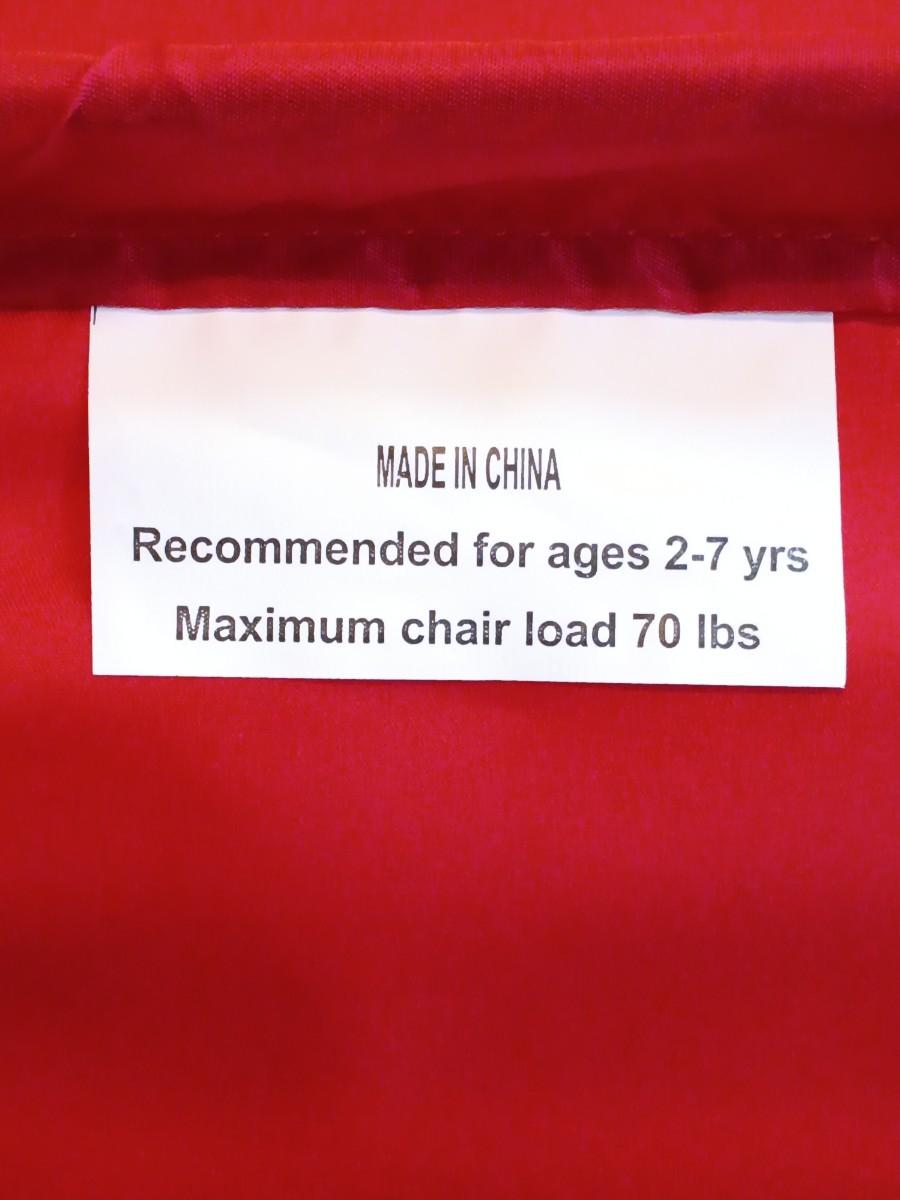 MADE IN CHINA
Recommended for ages 2-7 yrs
Maximum chair load 70 lbs